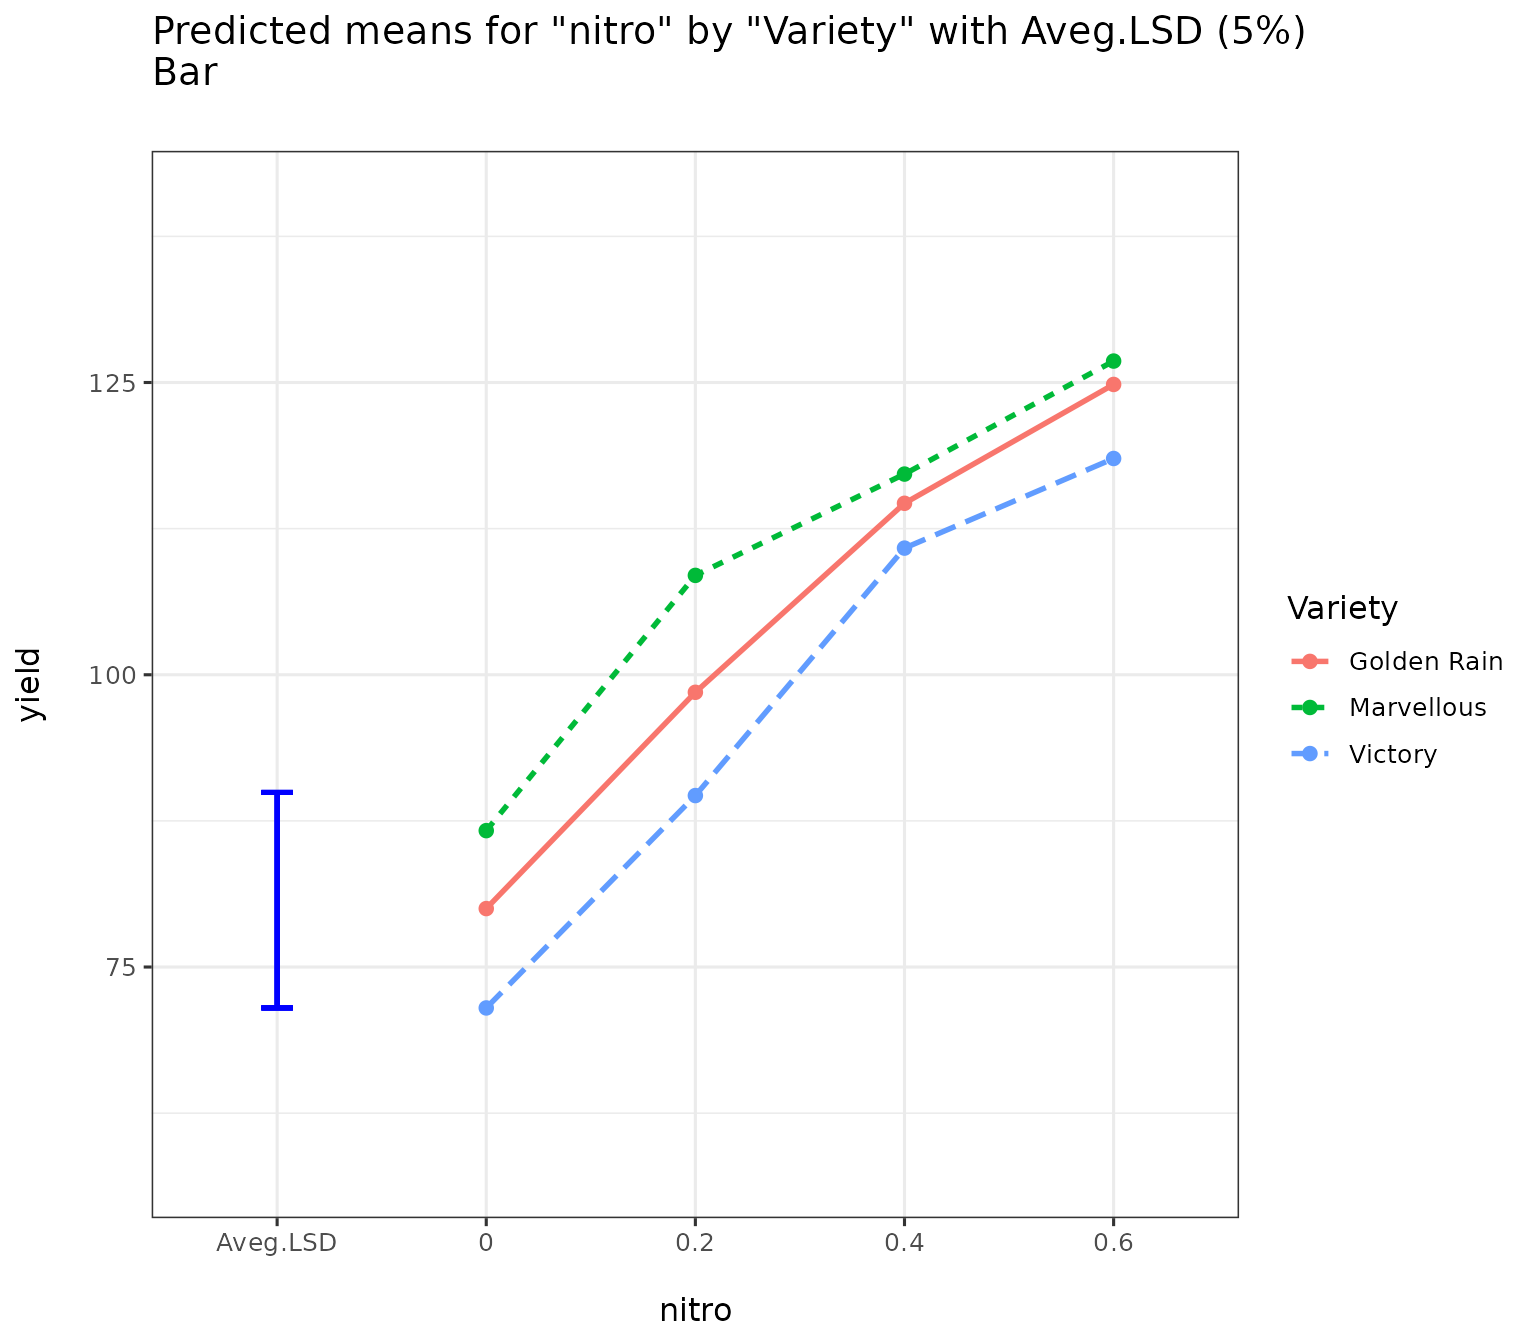 Predicted means for "nitro" by "Variety" with Aveg.LSD (5%)
Bar
125
100
75
yield
Aveg.LSD 0 0.2 0.4 0.6
nitro
Variety
Golden Rain
Marvellous
Victory